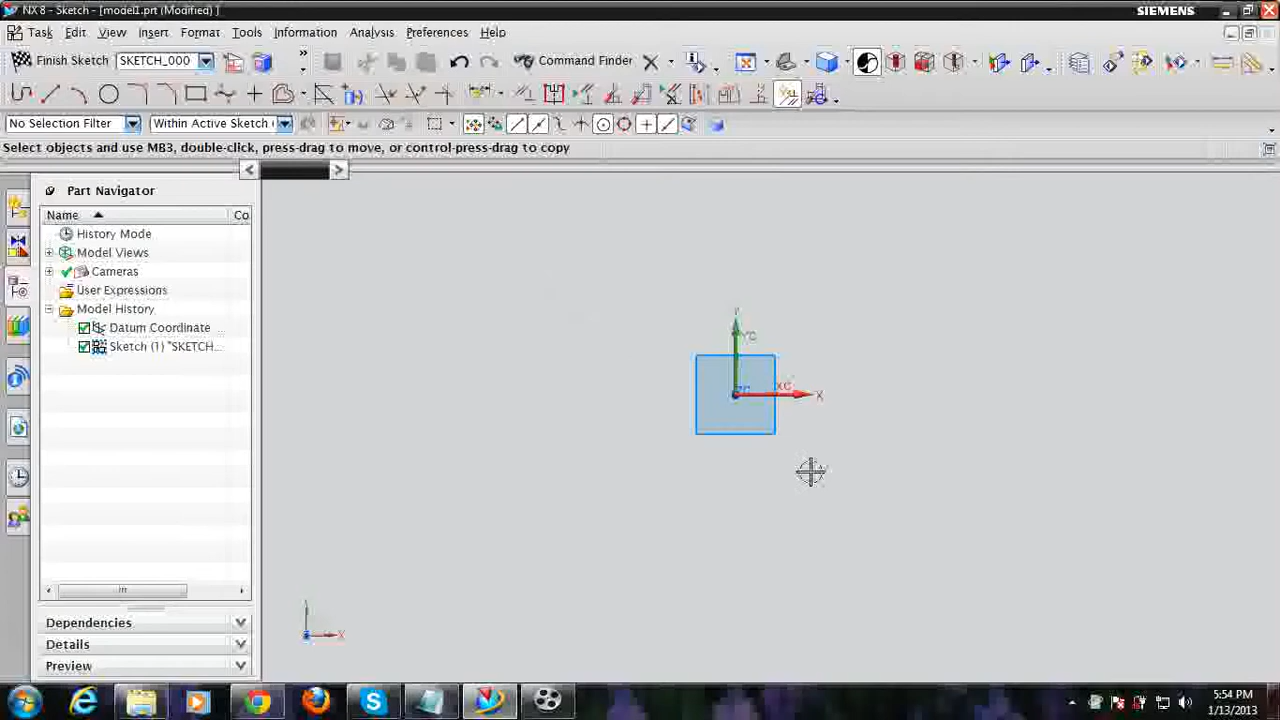 NX 8 - Sketch - [model1.prt (Modified) ]
SIEMENS
Task Edit View Insert Format Tools Information Analysis Preferences Help
Finish Sketch SKETCH_000 » Command Finder
No Selection Filter Within Active Sketch
Select objects and use MB3, double-click, press-drag to move, or control-press-drag to copy
Part Navigator
Name Co
History Mode
Model Views
Cameras
User Expressions
Model History
Datum Coordinate ...
Sketch (1) "SKETCH...
Y
YC
XC
X
X
Dependencies
Details
Preview
5:54 PM
1/13/2013